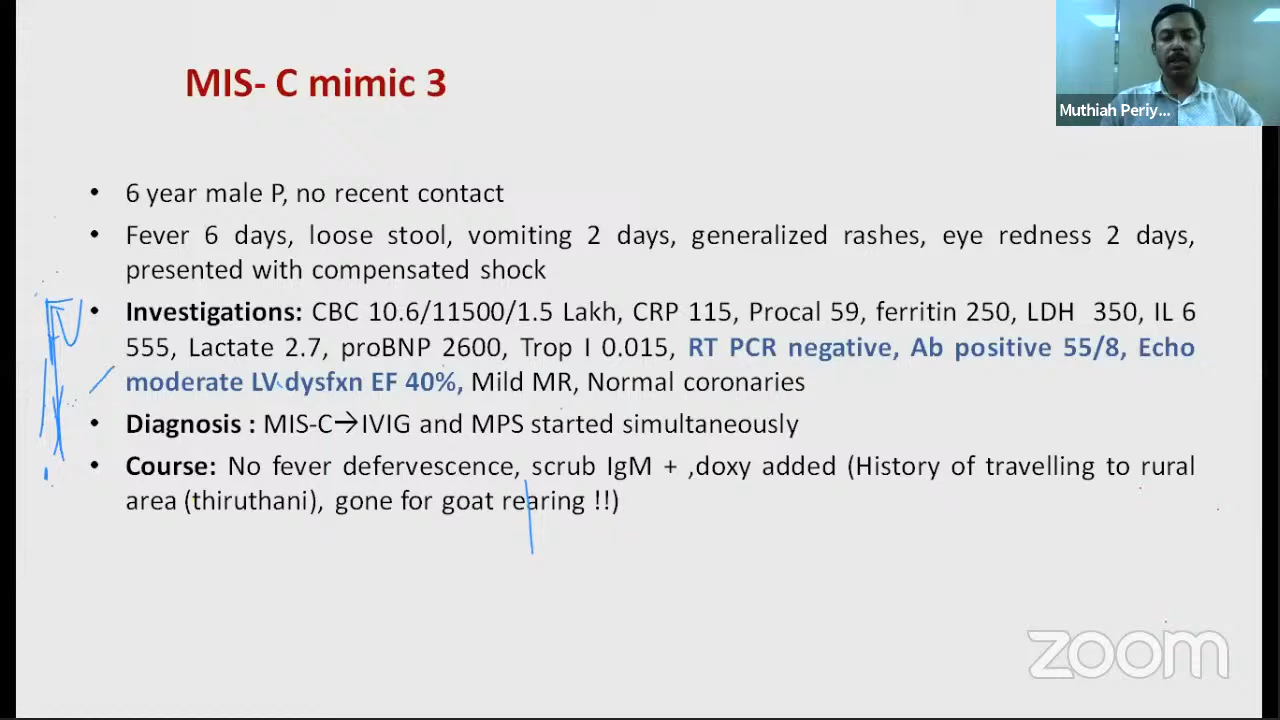 MIS- C mimic 3
Muthiah Periy...
• 6 year male P, no recent contact
• Fever 6 days, loose stool, vomiting 2 days, generalized rashes, eye redness 2 days,
presented with compensated shock
• Investigations: CBC 10.6/11500/1.5 Lakh, CRP 115, Procal 59, ferritin 250, LDH 350, IL 6
555, Lactate 2.7, proBNP 2600, Trop I 0.015, RT PCR negative, Ab positive 55/8, Echo
moderate LV dysfxn EF 40%, Mild MR, Normal coronaries
• Diagnosis : MIS-C→IVIG and MPS started simultaneously
• Course: No fever defervescence, scrub IgM + ,doxy added (History of travelling to rural
area (thiruthani), gone for goat rearing !!)
zoom